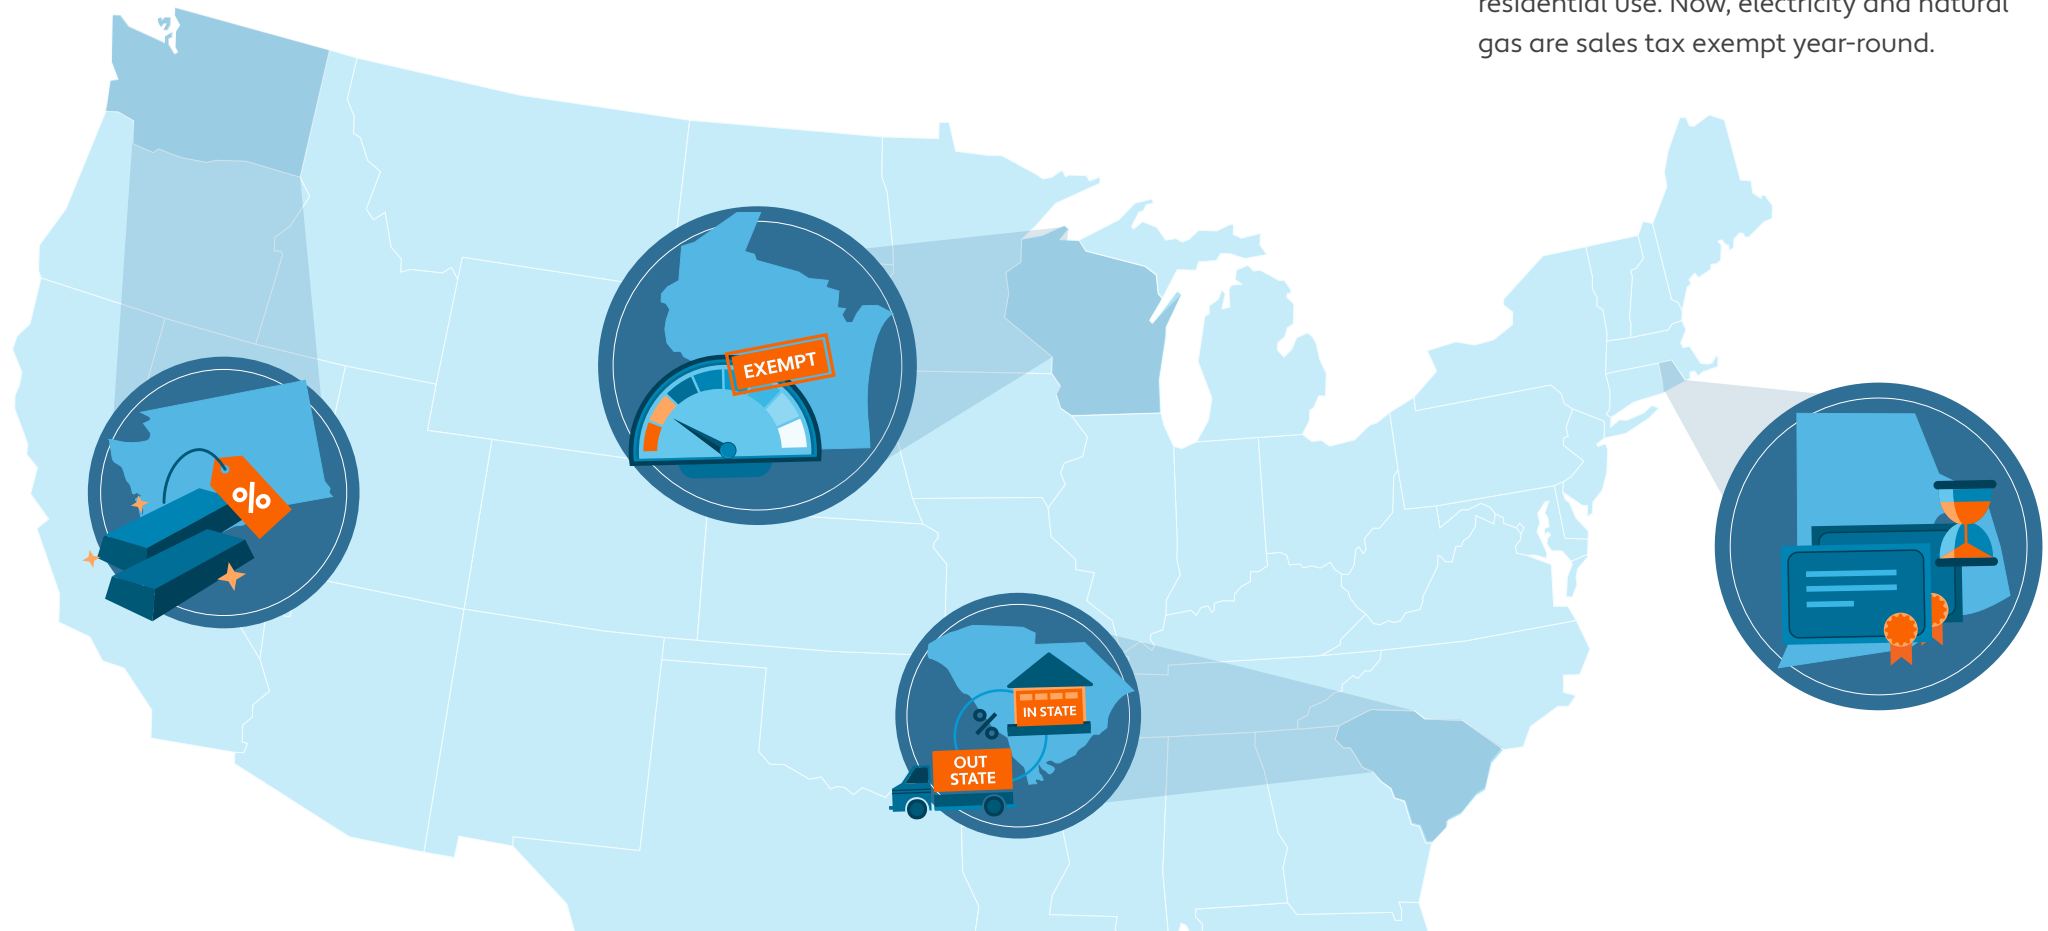 residential use. Now, electricity and natural
gas are sales tax exempt year-round.
EXEMPT
%
IN STATE
%
OUT
STATE